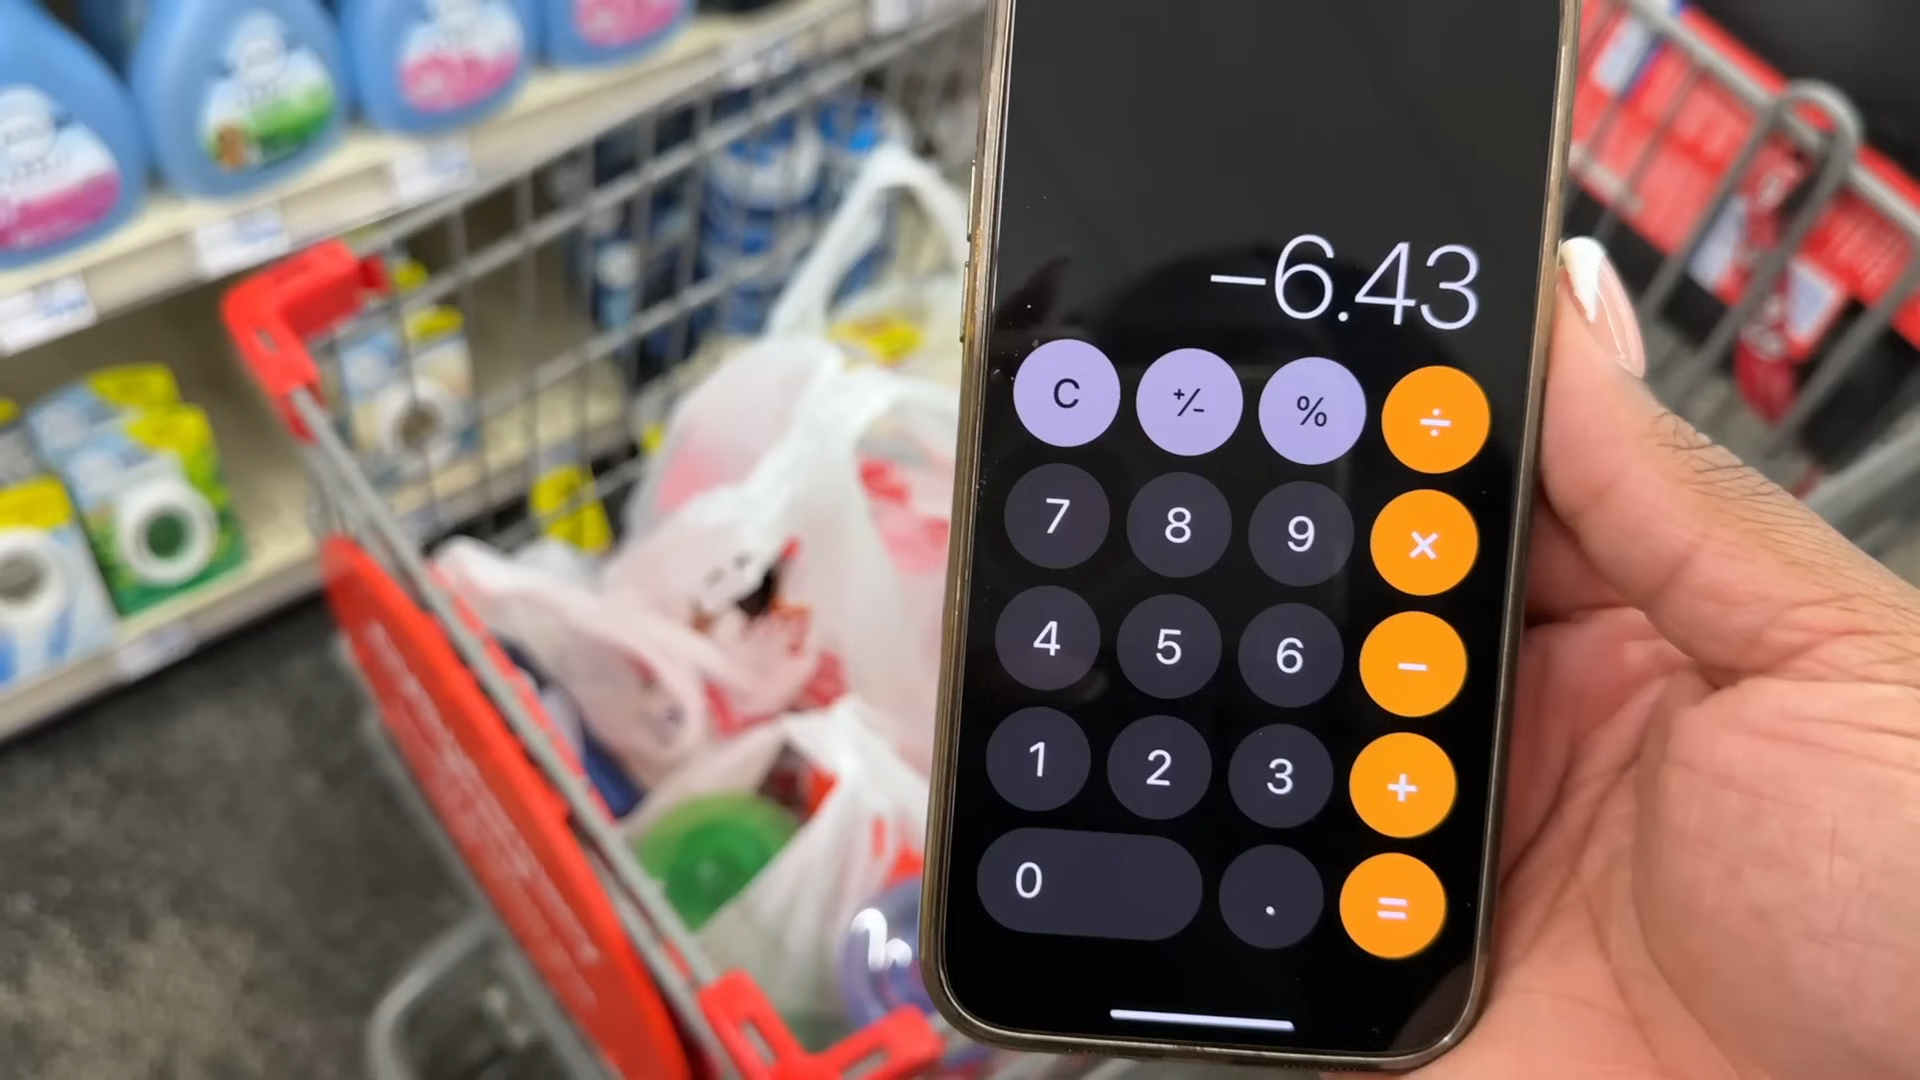 −6.43
C +/- % ÷
7 8 9 ×
4 5 6 −
1 2 3 +
0 . =